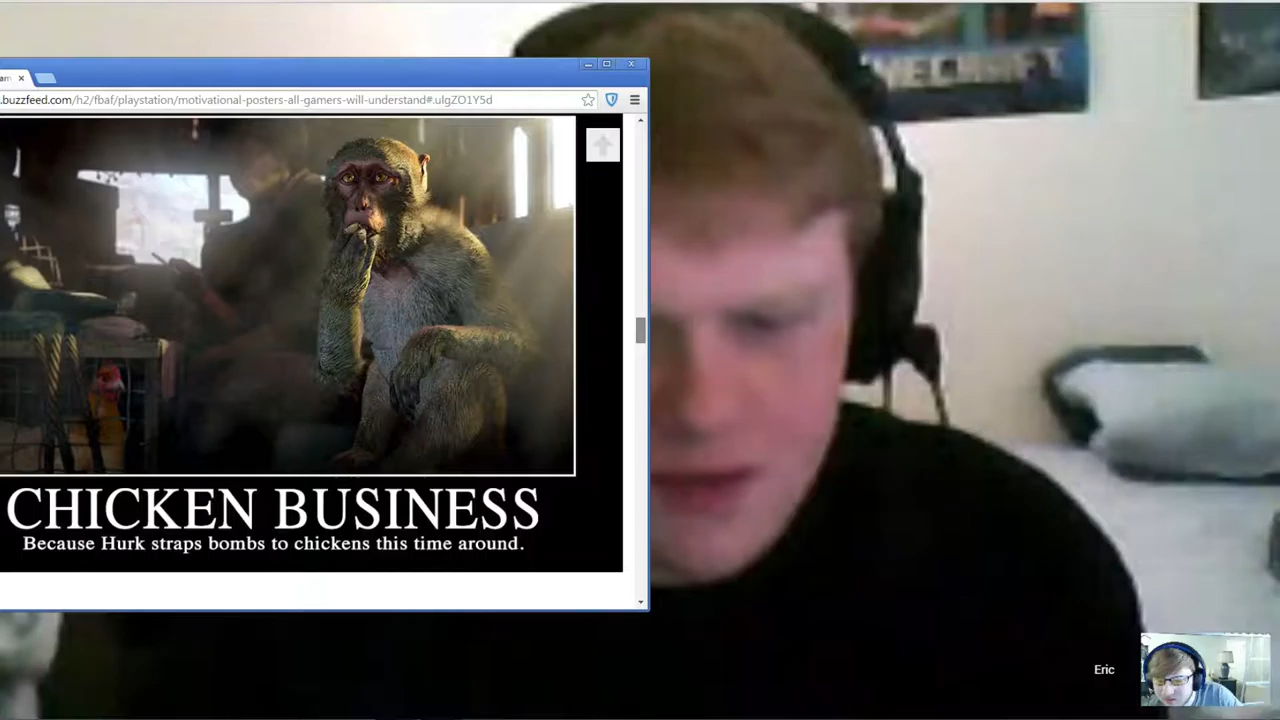 am
.buzzfeed.com/h2/fbaf/playstation/motivational-posters-all-gamers-will-understand#.ulgZO1Y5d
CHICKEN BUSINESS
Because Hurk straps bombs to chickens this time around.
Eric